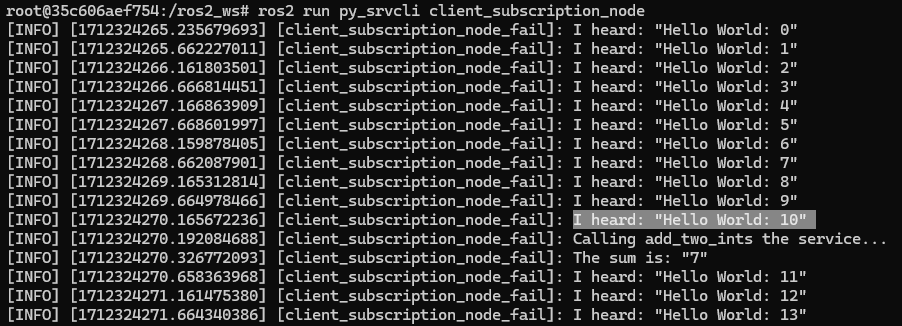 root@35c606aef754:/ros2_ws# ros2 run py_srvcli client_subscription_node
[INFO] [1712324265.235679693] [client_subscription_node_fail]: I heard: "Hello World: 0"
[INFO] [1712324265.662227011] [client_subscription_node_fail]: I heard: "Hello World: 1"
[INFO] [1712324266.161803501] [client_subscription_node_fail]: I heard: "Hello World: 2"
[INFO] [1712324266.666814451] [client_subscription_node_fail]: I heard: "Hello World: 3"
[INFO] [1712324267.166863909] [client_subscription_node_fail]: I heard: "Hello World: 4"
[INFO] [1712324267.668601997] [client_subscription_node_fail]: I heard: "Hello World: 5"
[INFO] [1712324268.159878405] [client_subscription_node_fail]: I heard: "Hello World: 6"
[INFO] [1712324268.662087901] [client_subscription_node_fail]: I heard: "Hello World: 7"
[INFO] [1712324269.165312814] [client_subscription_node_fail]: I heard: "Hello World: 8"
[INFO] [1712324269.664978466] [client_subscription_node_fail]: I heard: "Hello World: 9"
[INFO] [1712324270.165672236] [client_subscription_node_fail]: I heard: "Hello World: 10"
[INFO] [1712324270.192084688] [client_subscription_node_fail]: Calling add_two_ints the service...
[INFO] [1712324270.326772093] [client_subscription_node_fail]: The sum is: "7"
[INFO] [1712324270.658363968] [client_subscription_node_fail]: I heard: "Hello World: 11"
[INFO] [1712324271.161475380] [client_subscription_node_fail]: I heard: "Hello World: 12"
[INFO] [1712324271.664340386] [client_subscription_node_fail]: I heard: "Hello World: 13"